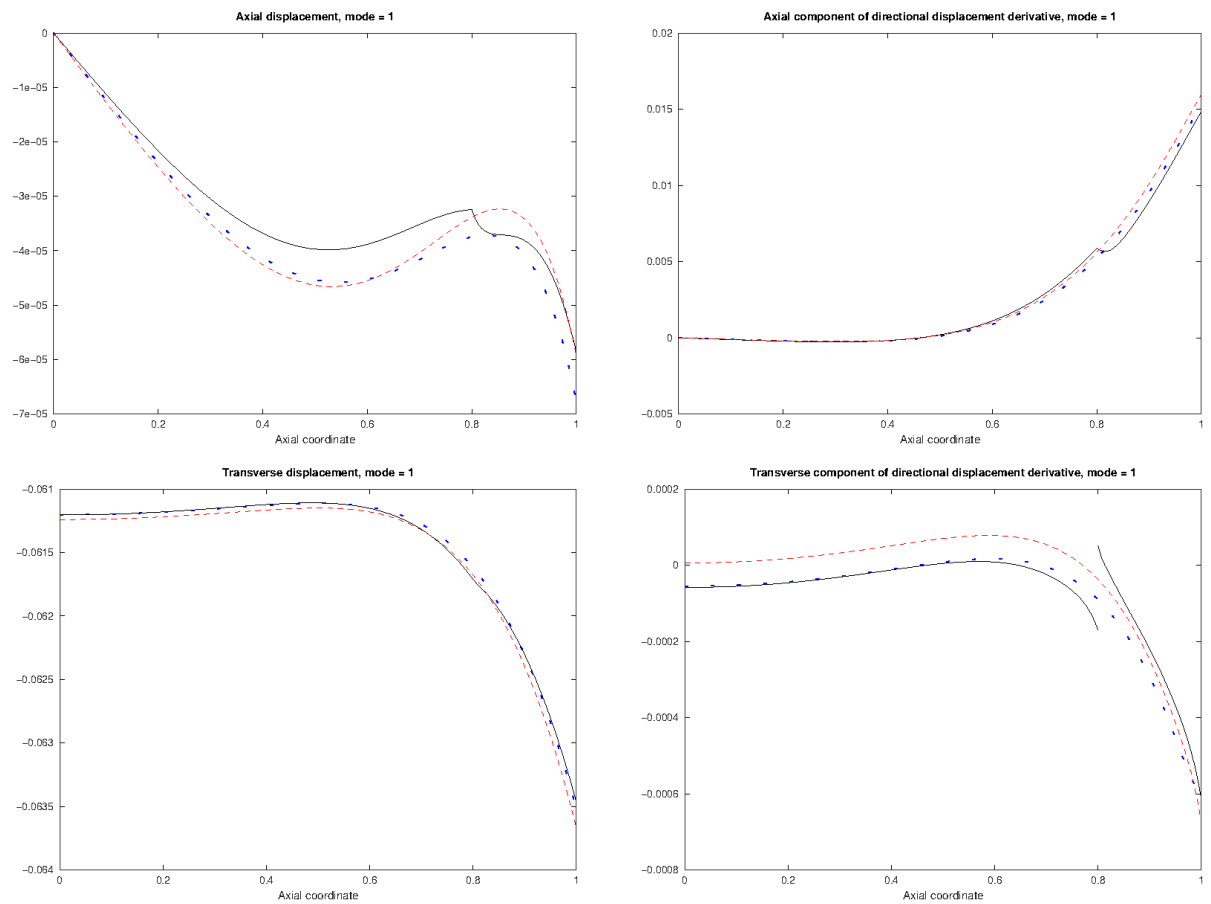 Axial displacement, mode = 1
0
-1e-05
-2e-05
-3e-05
-4e-05
-5e-05
-6e-05
-7e-05
0 0.2 0.4 0.6 0.8 1
Axial coordinate
Axial component of directional displacement derivative, mode = 1
0.02
0.015
0.01
0.005
0
-0.005
0 0.2 0.4 0.6 0.8 1
Axial coordinate
Transverse displacement, mode = 1
-0.061
-0.0615
-0.062
-0.0625
-0.063
-0.0635
-0.064
0 0.2 0.4 0.6 0.8 1
Axial coordinate
Transverse component of directional displacement derivative, mode = 1
0.0002
0
-0.0002
-0.0004
-0.0006
-0.0008
0 0.2 0.4 0.6 0.8 1
Axial coordinate